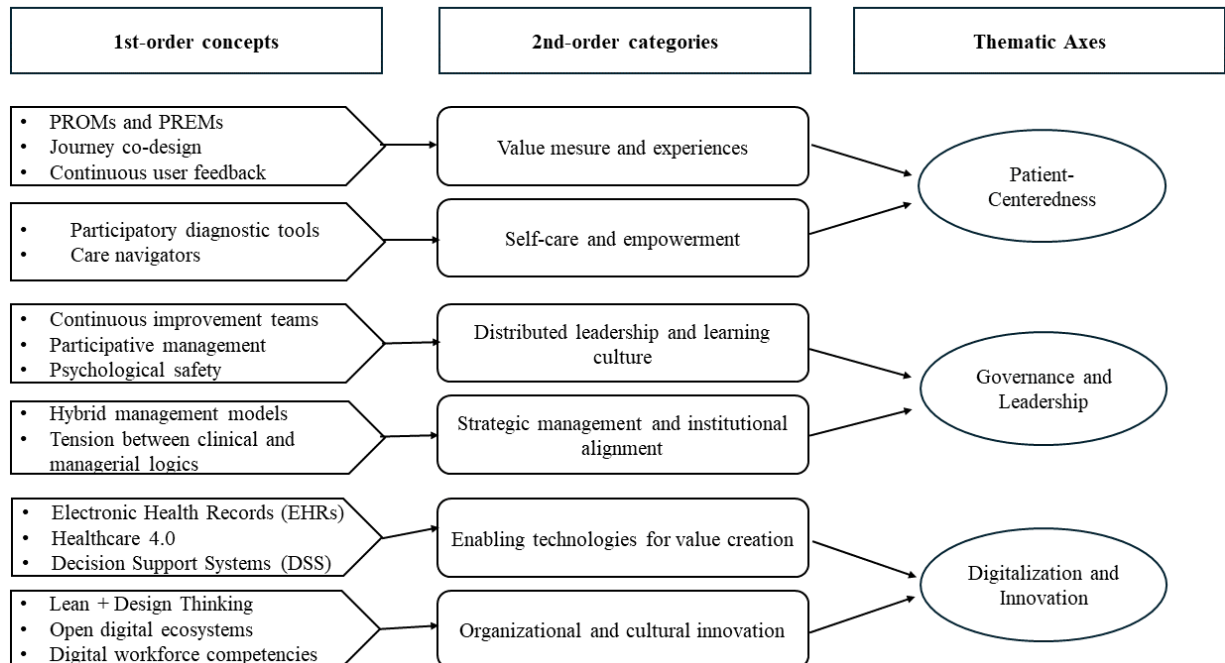 1st-order concepts
2nd-order categories
Thematic Axes
• PROMs and PREMs
• Journey co-design
• Continuous user feedback
Value mesure and experiences
• Participatory diagnostic tools
• Care navigators
Self-care and empowerment
Patient-
Centeredness
• Continuous improvement teams
• Participative management
• Psychological safety
Distributed leadership and learning
culture
• Hybrid management models
• Tension between clinical and
managerial logics
Strategic management and institutional
alignment
Governance and
Leadership
• Electronic Health Records (EHRs)
• Healthcare 4.0
• Decision Support Systems (DSS)
Enabling technologies for value creation
• Lean + Design Thinking
• Open digital ecosystems
• Digital workforce competencies
Organizational and cultural innovation
Digitalization and
Innovation